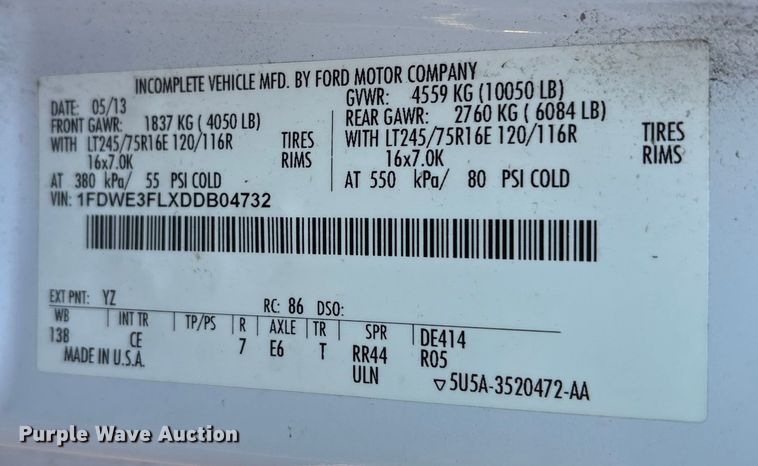 INCOMPLETE VEHICLE MFD. BY FORD MOTOR COMPANY
DATE: 05/13
GVWR: 4559 KG (10050 LB)
FRONT GAWR: 1837 KG ( 4050 LB)
REAR GAWR: 2760 KG ( 6084 LB)
WITH LT245/75R16E 120/116R TIRES
WITH LT245/75R16E 120/116R TIRES
16x7.0K RIMS
16x7.0K RIMS
AT 380 kPa/ 55 PSI COLD
AT 550 kPa/ 80 PSI COLD
VIN: 1FDWE3FLXDDB04732
EXT PNT: YZ RC: 86 DSO:
WB INT TR TP/PS R AXLE TR SPR DE414
138 CE 7 E6 T RR44 R05
MADE IN U.S.A. ULN ▽5U5A-3520472-AA
Purple Wave Auction